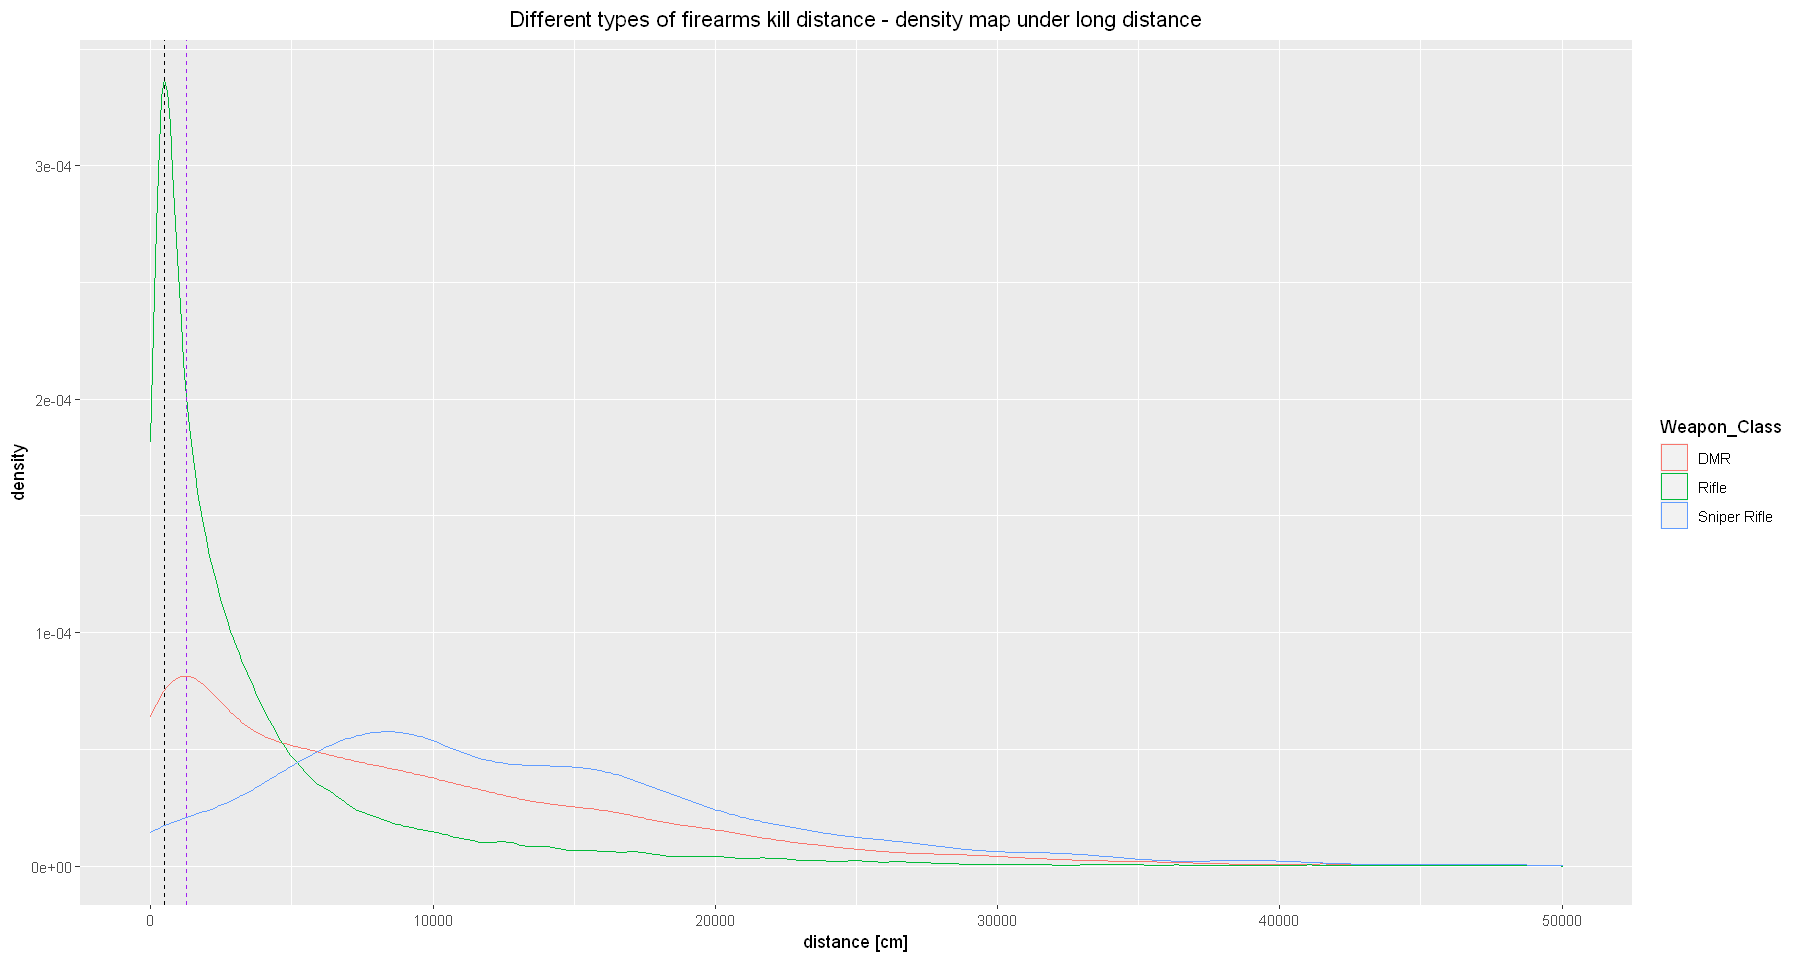 Different types of firearms kill distance - density map under long distance
3e-04
2e-04
1e-04
0e+00
density
0
10000
20000
30000
40000
50000
distance [cm]
Weapon_Class
DMR
Rifle
Sniper Rifle